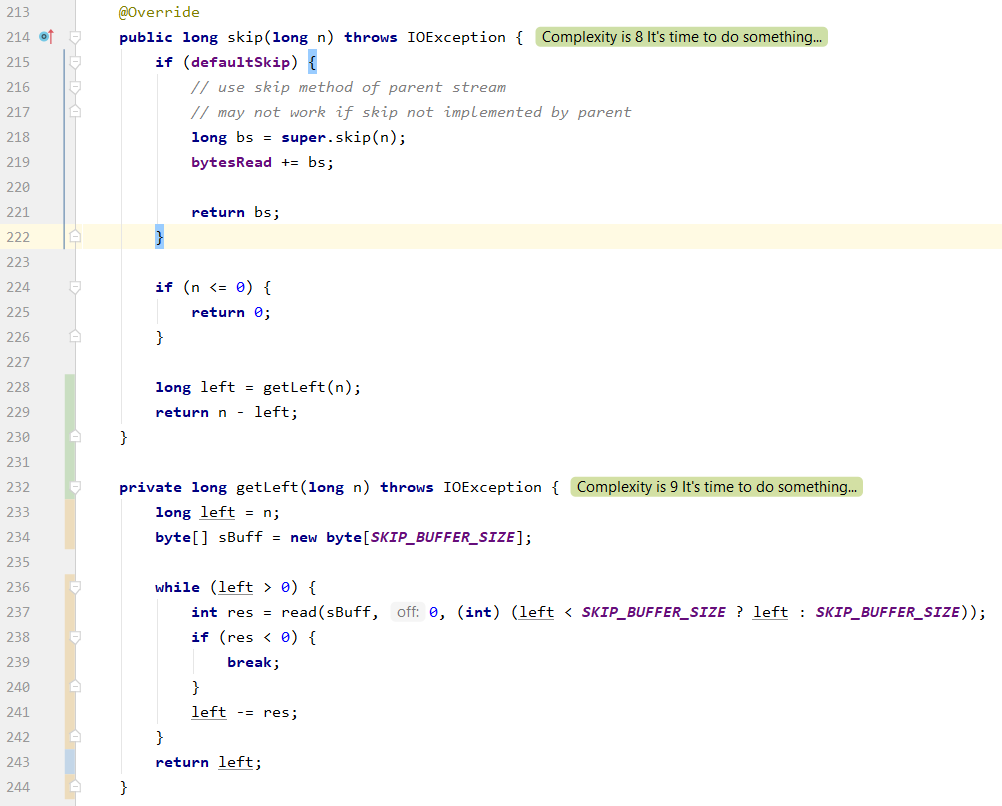 213 @Override
214 public long skip(long n) throws IOException { Complexity is 8 It's time to do something...
215 if (defaultSkip) {
216 // use skip method of parent stream
217 // may not work if skip not implemented by parent
218 long bs = super.skip(n);
219 bytesRead += bs;
220
221 return bs;
222 }
223
224 if (n <= 0) {
225 return 0;
226 }
227
228 long left = getLeft(n);
229 return n - left;
230 }
231
232 private long getLeft(long n) throws IOException { Complexity is 9 It's time to do something...
233 long left = n;
234 byte[] sBuff = new byte[SKIP_BUFFER_SIZE];
235
236 while (left > 0) {
237 int res = read(sBuff, off: 0, (int) (left < SKIP_BUFFER_SIZE ? left : SKIP_BUFFER_SIZE));
238 if (res < 0) {
239 break;
240 }
241 left -= res;
242 }
243 return left;
244 }